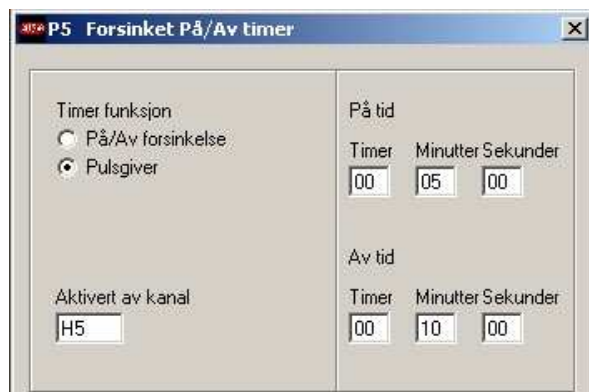 P5 Forsinket På/Av timer
Timer funksjon
På/Av forsinkelse
Pulsgiver
Aktivert av kanal
H5
På tid
Timer Minutter Sekunder
00 05 00
Av tid
Timer Minutter Sekunder
00 10 00